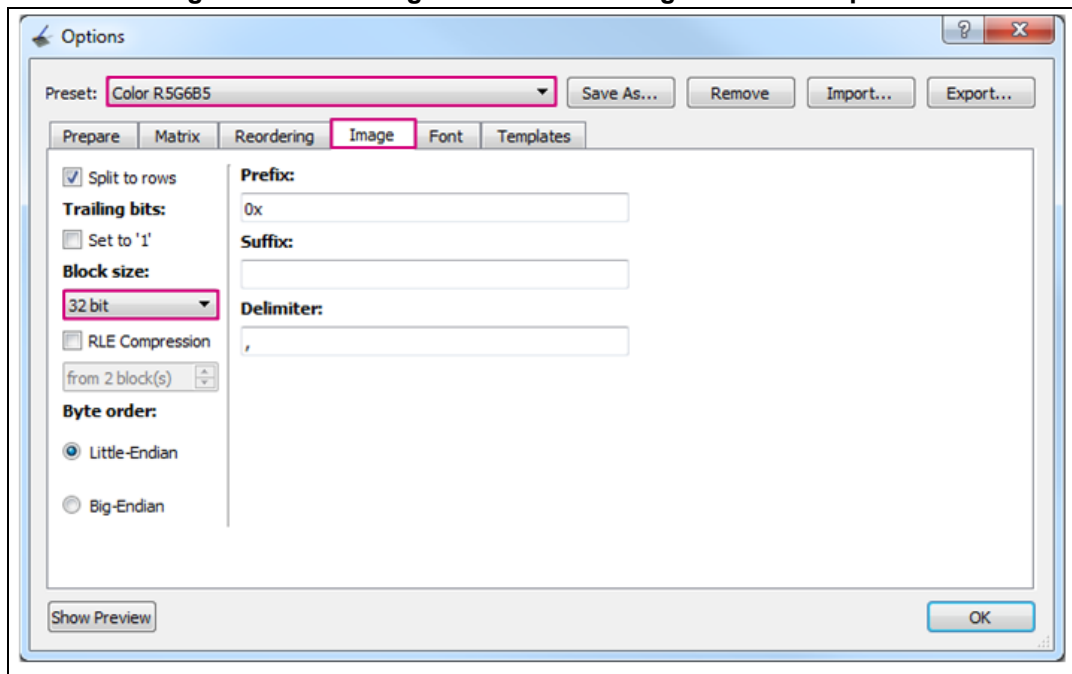 Options
Preset: Color R5G6B5 Save As... Remove Import... Export...
Prepare Matrix Reordering Image Font Templates
Split to rows
Prefix:
Trailing bits:
0x
Set to '1'
Suffix:
Block size:
32 bit
Delimiter:
RLE Compression
,
from 2 block(s)
Byte order:
Little-Endian
Big-Endian
Show Preview OK